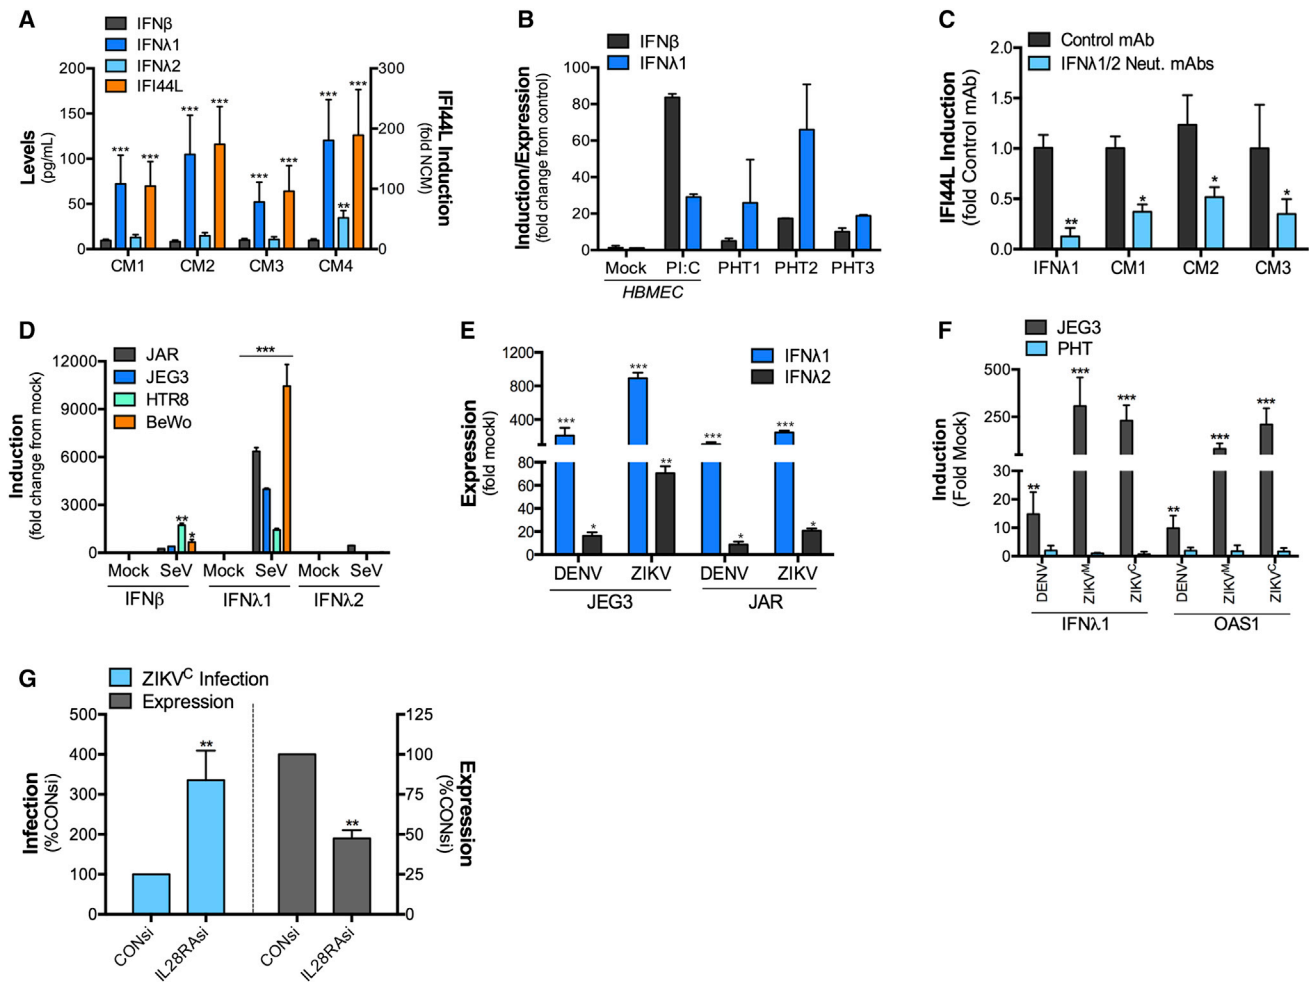 A
IFNβ
IFNλ1
IFNλ2
IFI44L
Levels
(pg/mL)
200
150
100
50
0
300
200
100
0
IFI44L Induction
(fold NCM)
*** *** *** *** *** *** *** ** ***
CM1 CM2 CM3 CM4
B
IFNβ
IFNλ1
Induction/Expression
(fold change from control)
100
80
60
40
20
0
Mock PI:C PHT1 PHT2 PHT3
HBMEC
C
Control mAb
IFNλ1/2 Neut. mAbs
IFI44L Induction
(fold Control mAb)
2.0
1.5
1.0
0.5
0.0
** * * *
IFNλ1 CM1 CM2 CM3
D
JAR
JEG3
HTR8
BeWo
Induction
(fold change from mock)
12000
9000
6000
3000
0
***
** *
Mock SeV Mock SeV Mock SeV
IFNβ IFNλ1 IFNλ2
E
IFNλ1
IFNλ2
Expression
(fold mockl)
1200
800
400
80
60
40
20
0
*** * *** ** *** * *** *
DENV ZIKV DENV ZIKV
JEG3 JAR
F
JEG3
PHT
Induction
(Fold Mock)
500
250
30
20
10
0
** *** *** ** *** ***
DENV ZIKVᴹ ZIKVᶜ DENV ZIKVᴹ ZIKVᶜ
IFNλ1 OAS1
G
ZIKVᶜ Infection
Expression
Infection
(%CONsi)
500
400
300
200
100
0
125
100
75
50
25
0
Expression
(%CONsi)
** **
CONsi IL28RAsi CONsi IL28RAsi